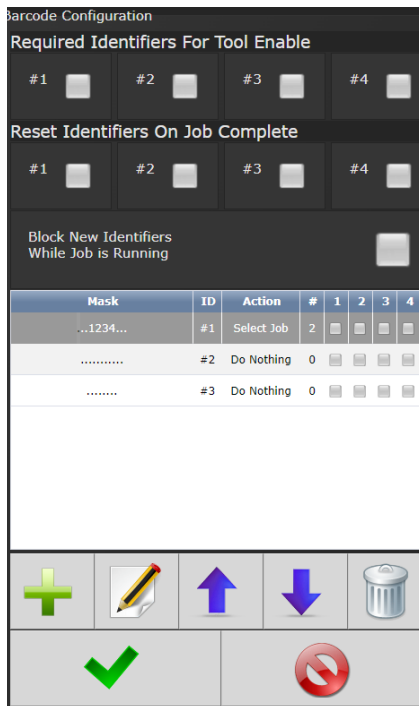 Barcode Configuration
Required Identifiers For Tool Enable
#1 #2 #3 #4
Reset Identifiers On Job Complete
#1 #2 #3 #4
Block New Identifiers
While Job is Running
Mask ID Action # 1 2 3 4
...1234... #1 Select Job 2
........... #2 Do Nothing 0
........ #3 Do Nothing 0